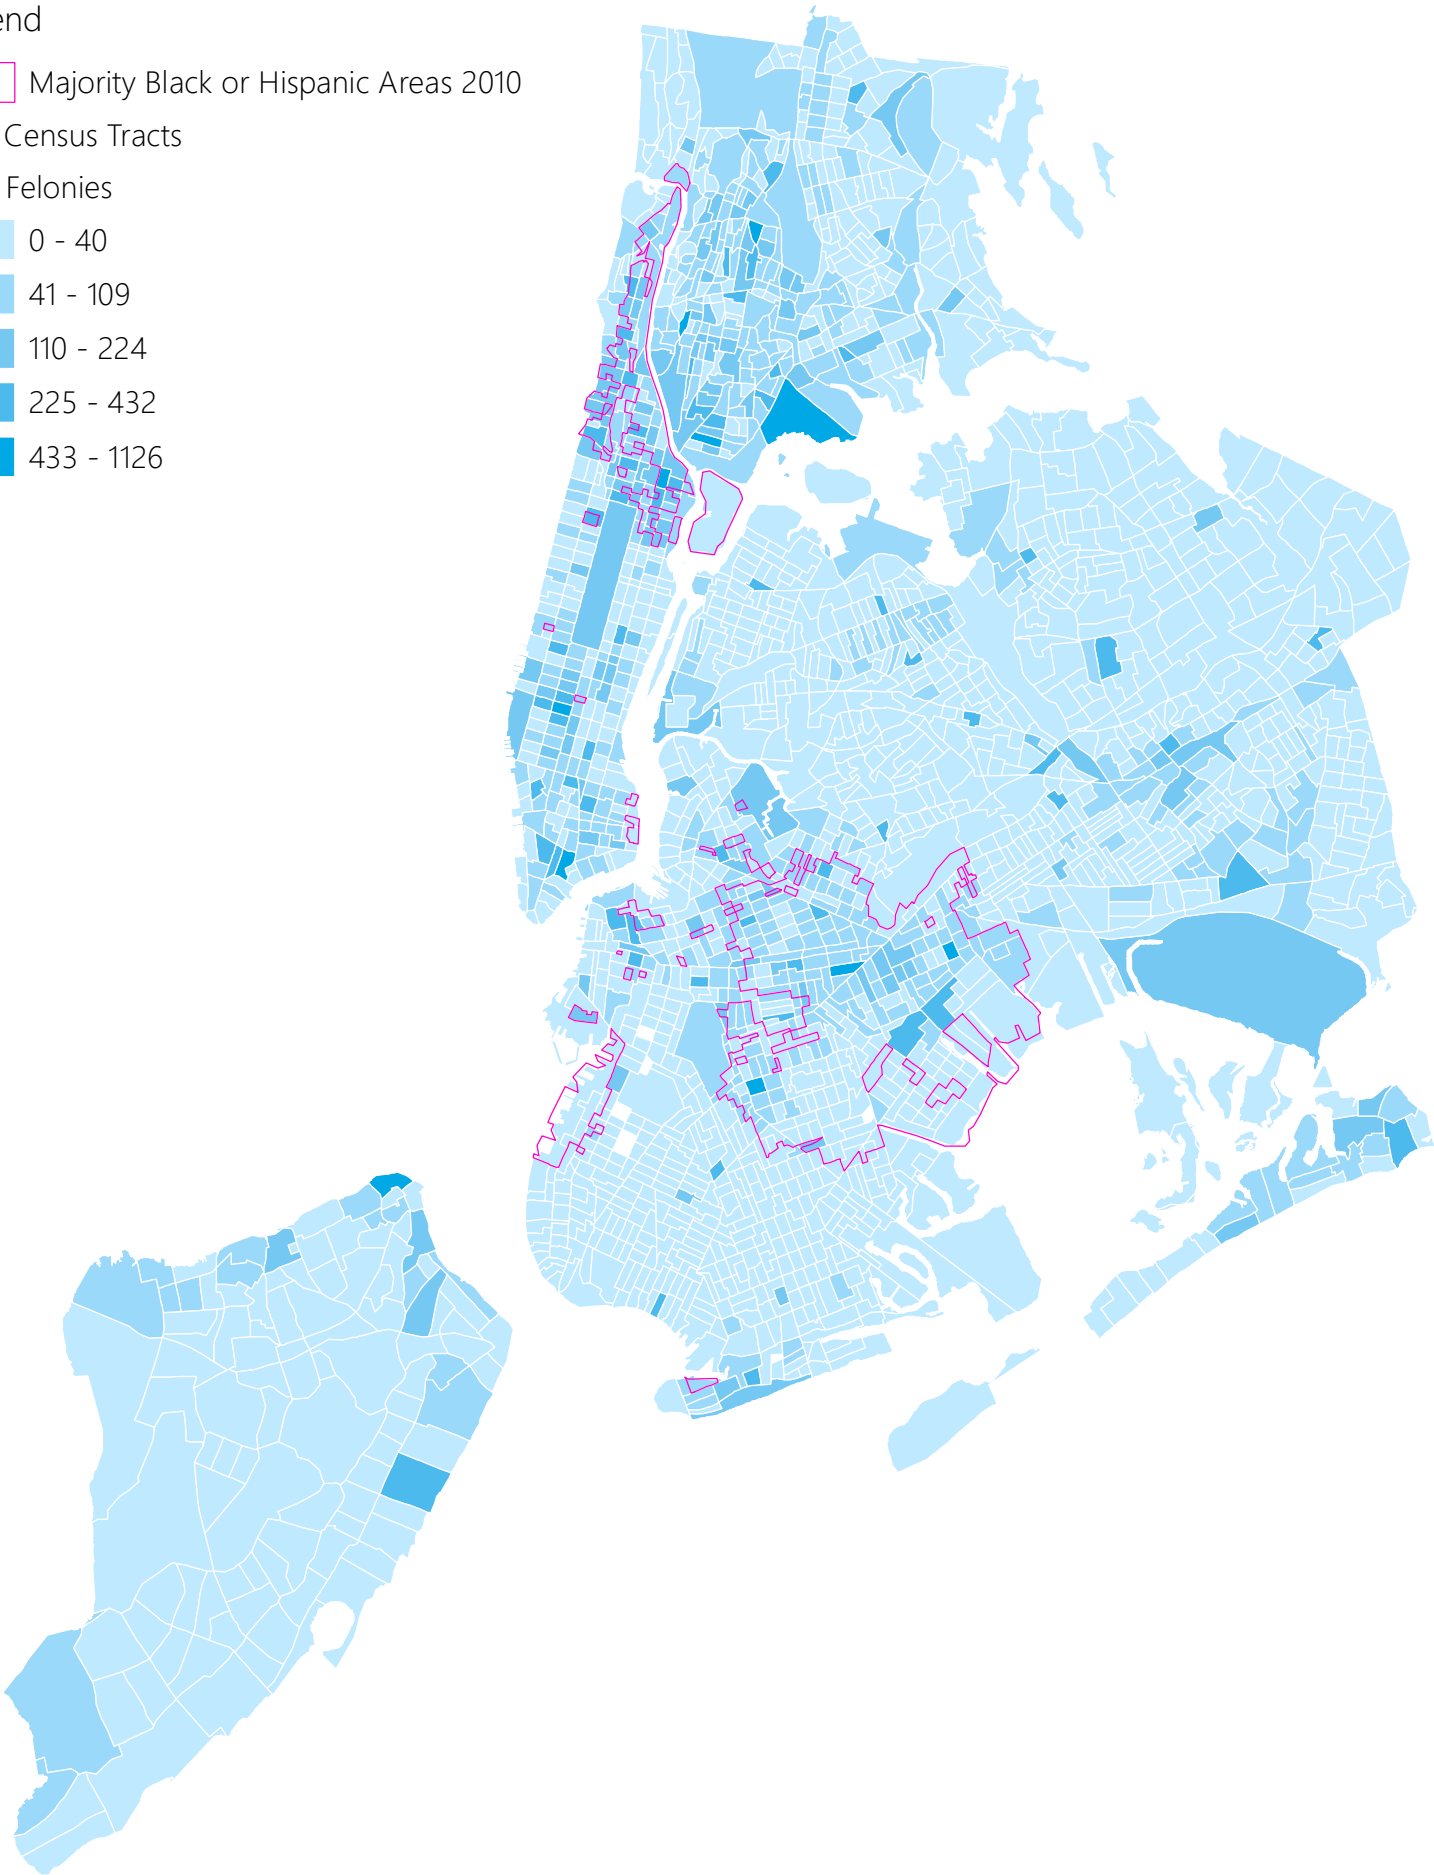 end
Majority Black or Hispanic Areas 2010
Census Tracts
Felonies
0 - 40
41 - 109
110 - 224
225 - 432
433 - 1126